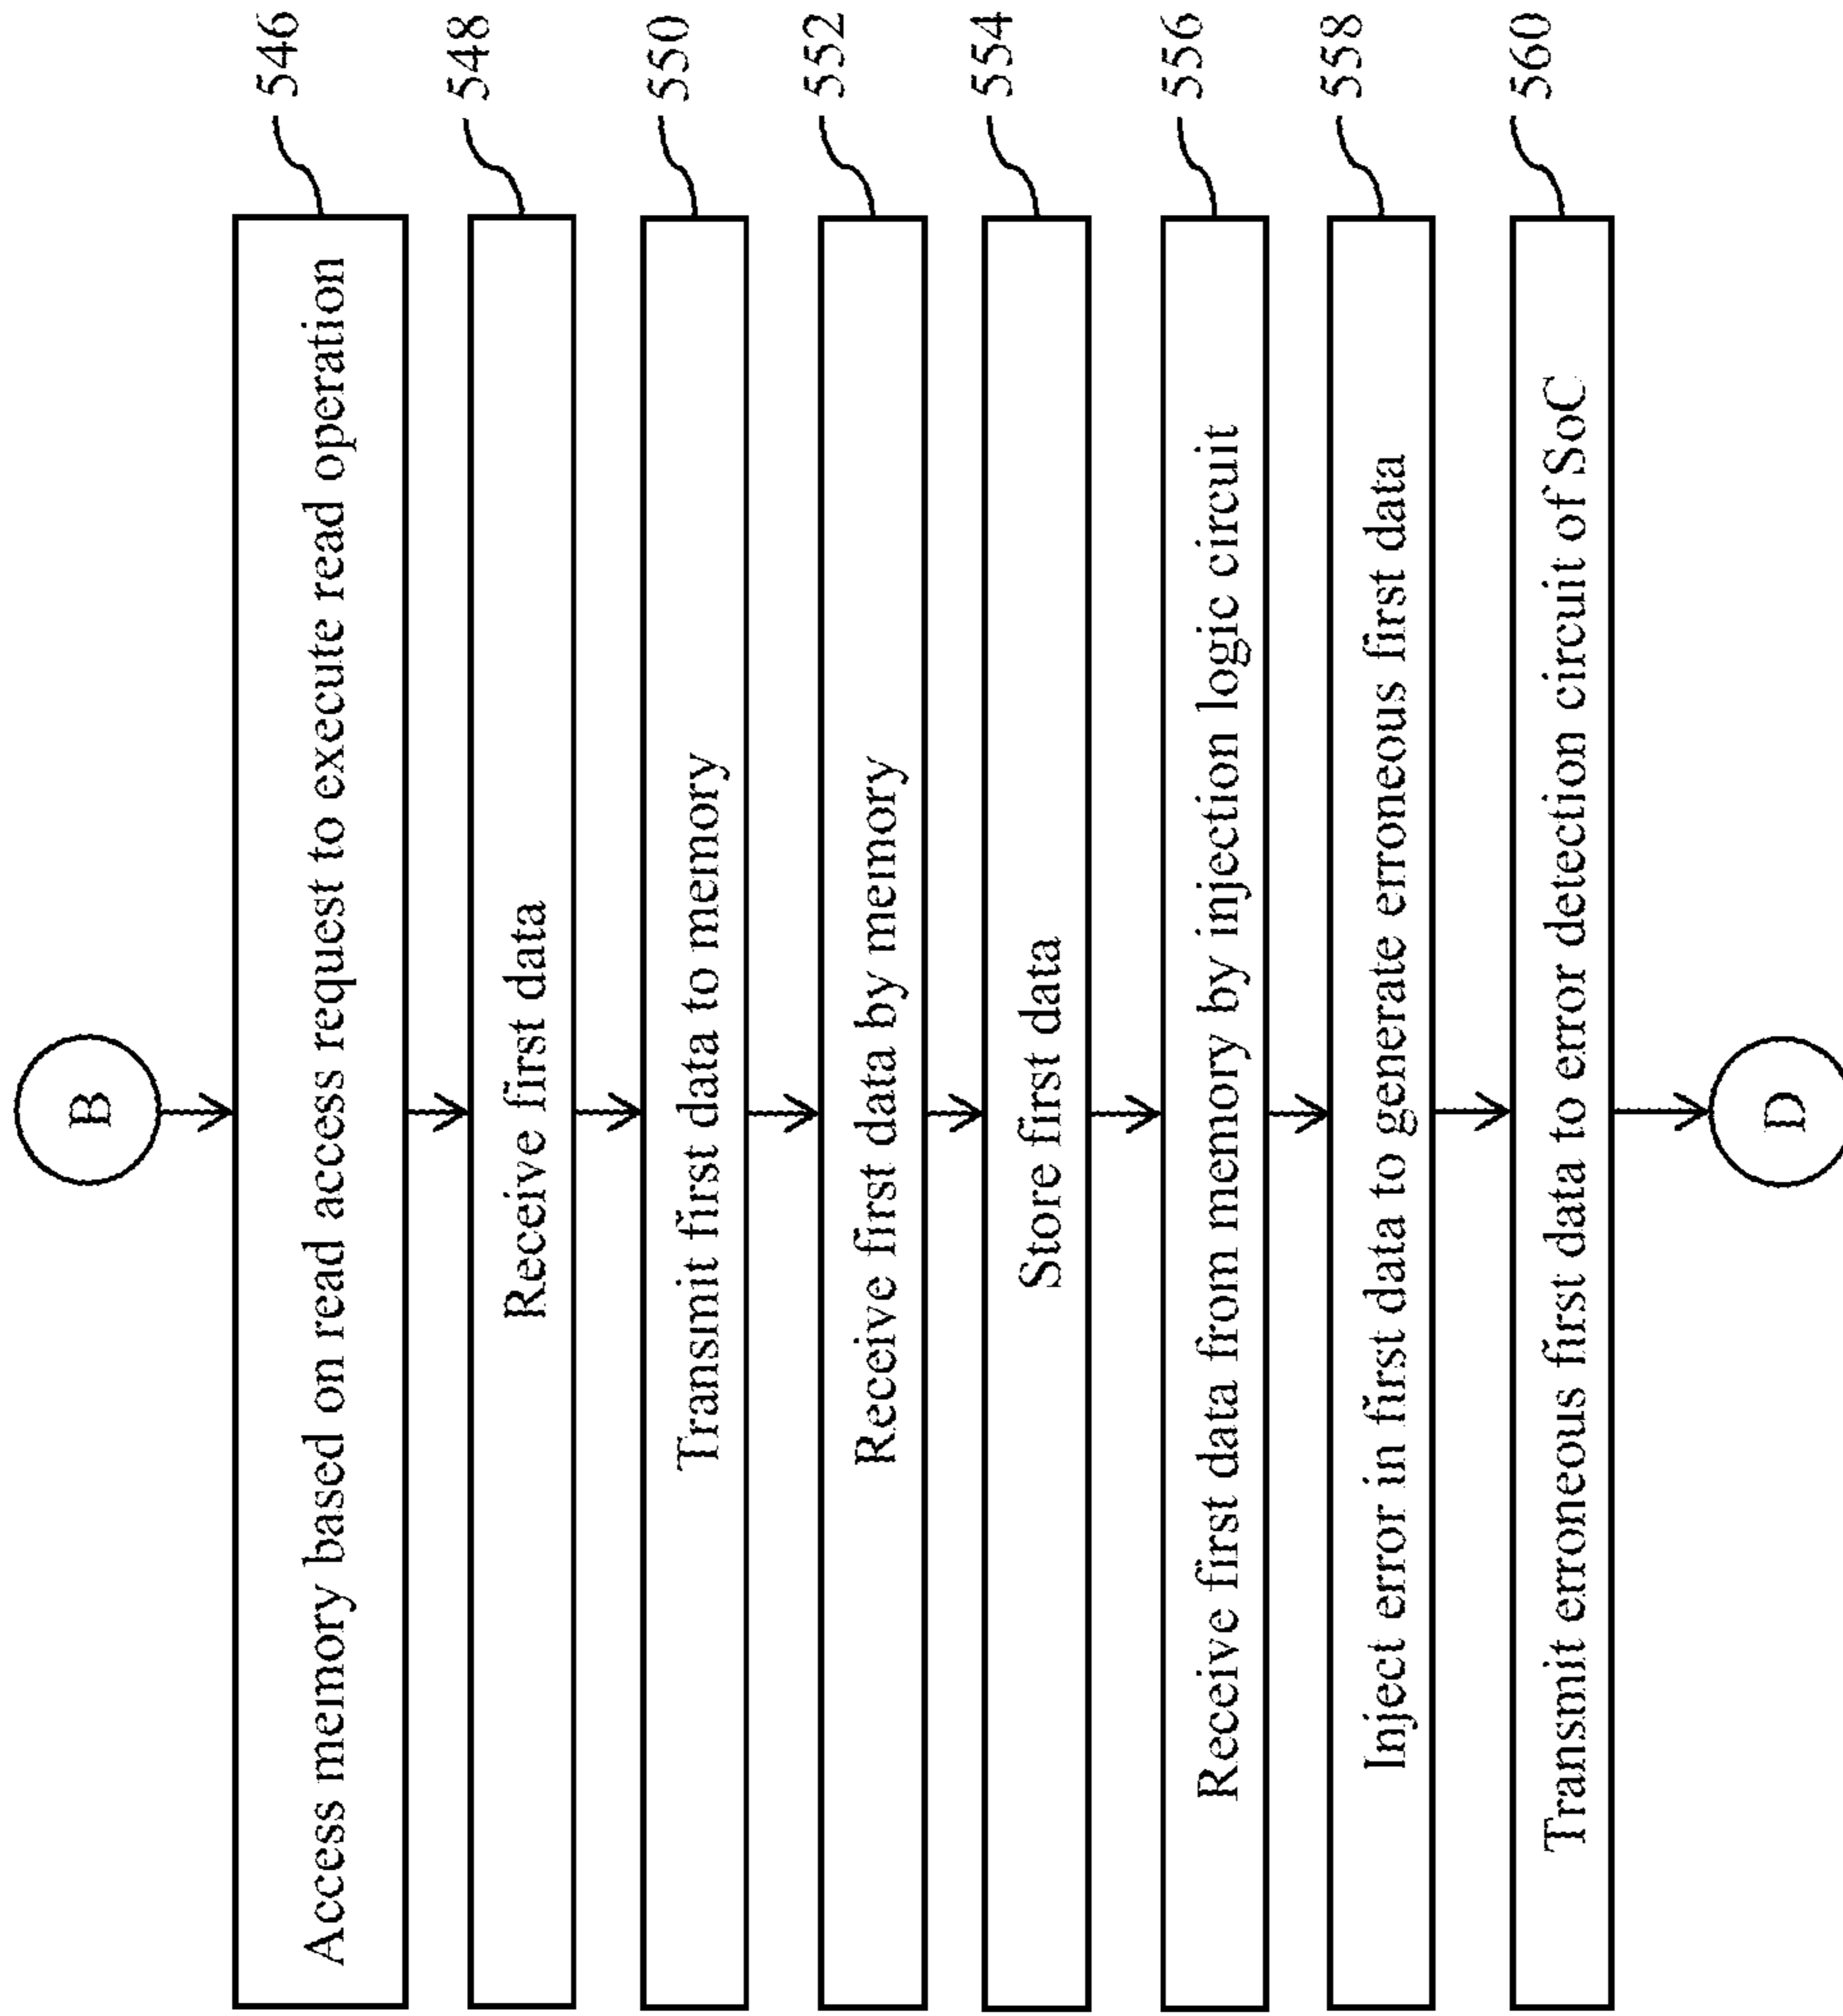 B
Access memory based on read access request to execute read operation
546
Receive first data
548
Transmit first data to memory
550
Receive first data by memory
552
Store first data
554
Receive first data from memory by injection logic circuit
556
Inject error in first data to generate erroneous first data
558
Transmit erroneous first data to error detection circuit of SoC
560
D